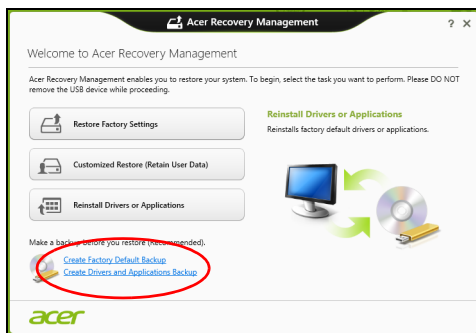 Acer Recovery Management
? X
Welcome to Acer Recovery Management
Acer Recovery Management enables you to restore your system. To begin, select the task you want to perform. Please DO NOT
remove the USB device while proceeding.
Restore Factory Settings
Customized Restore (Retain User Data)
Reinstall Drivers or Applications
Reinstall Drivers or Applications
Reinstalls factory default drivers or applications.
Make a backup before you restore (Recommended).
Create Factory Default Backup
Create Drivers and Applications Backup
acer